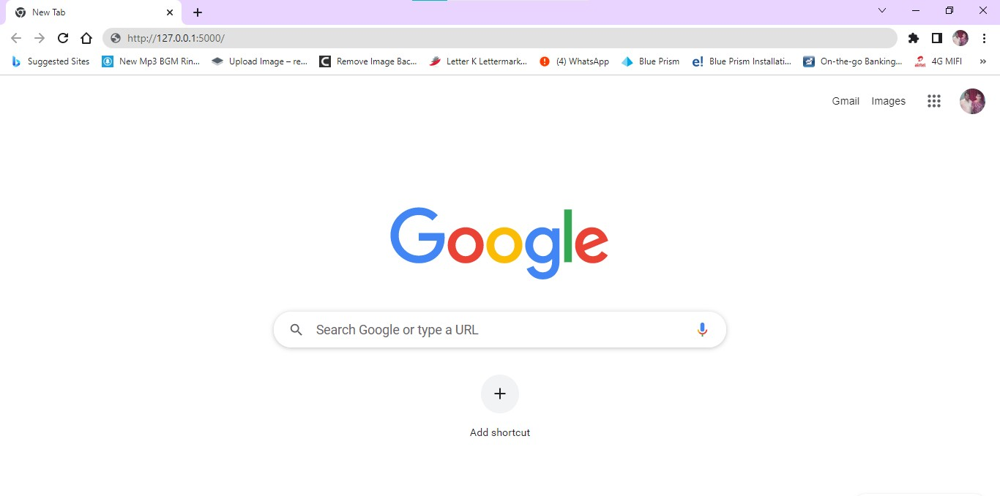 New Tab
http://127.0.0.1:5000/
Suggested Sites New Mp3 BGM Rin... Upload Image – re... Remove Image Bac... Letter K Lettermark... (4) WhatsApp Blue Prism e! Blue Prism Installati... On-the-go Banking... airtel 4G MIFI »
Gmail Images
Google
Search Google or type a URL
Add shortcut